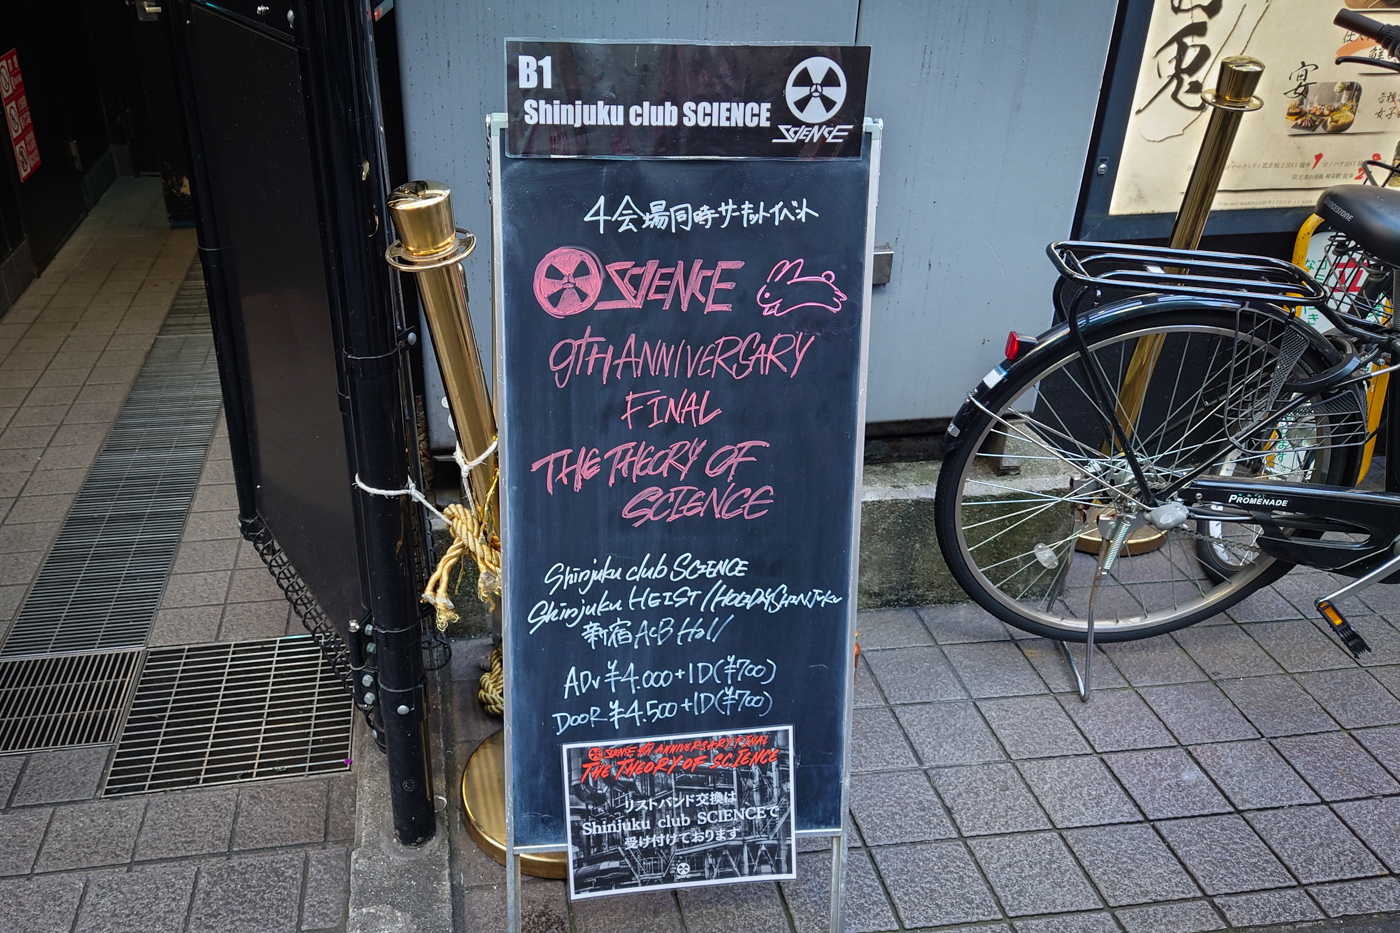 B1
Shinjuku club SCIENCE
SCIENCE
4会場同時サーキットイベント
SCIENCE
9TH ANNIVERSARY
FINAL
THE THEORY OF
SCIENCE
Shinjuku club SCIENCE
Shinjuku HEIST / HOLIDAY SHINJUKU
新宿 ACB Hall
ADV ¥4.000+1D(¥700)
DOOR ¥4.500+1D(¥700)
SCIENCE 9TH ANNIVERSARY FINAL
THE THEORY OF SCIENCE
リストバンド交換は
Shinjuku club SCIENCEで
受け付けております
宴
BRIDGESTONE
PROMENADE